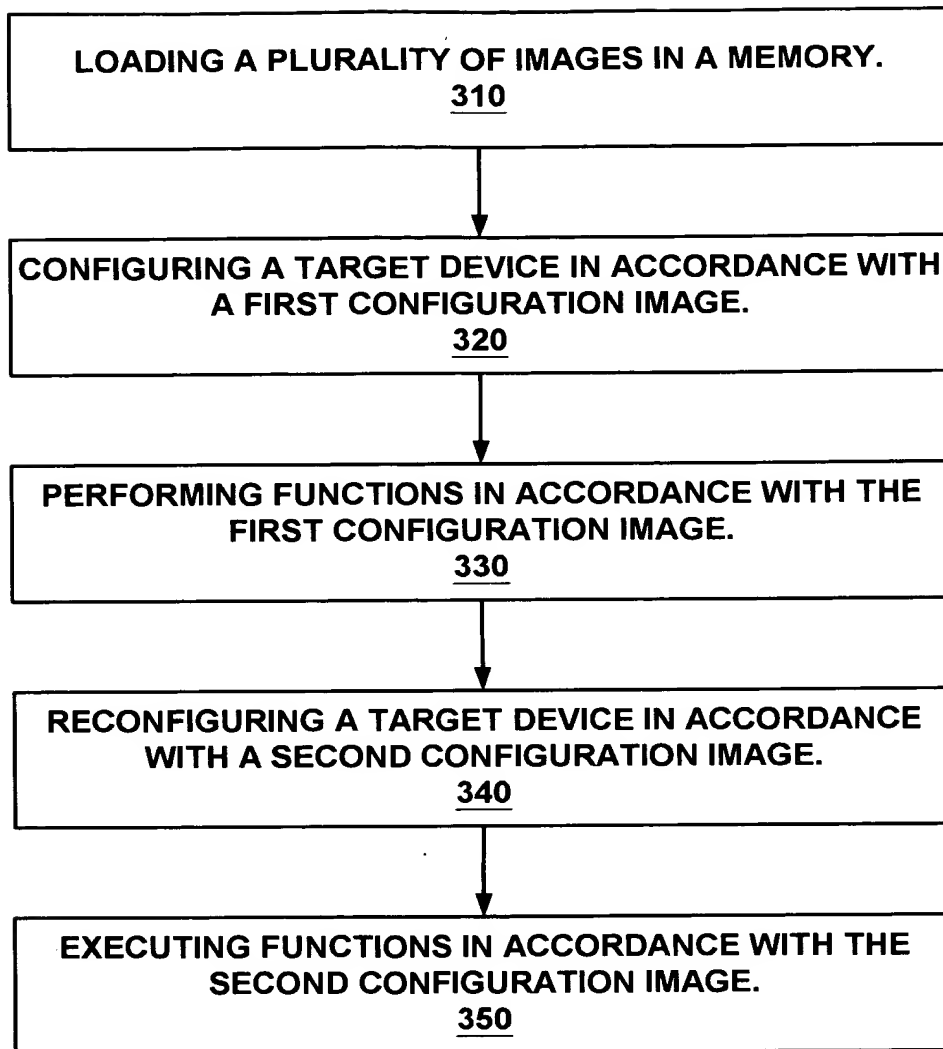 LOADING A PLURALITY OF IMAGES IN A MEMORY.
310
CONFIGURING A TARGET DEVICE IN ACCORDANCE WITH
A FIRST CONFIGURATION IMAGE.
320
PERFORMING FUNCTIONS IN ACCORDANCE WITH THE
FIRST CONFIGURATION IMAGE.
330
RECONFIGURING A TARGET DEVICE IN ACCORDANCE
WITH A SECOND CONFIGURATION IMAGE.
340
EXECUTING FUNCTIONS IN ACCORDANCE WITH THE
SECOND CONFIGURATION IMAGE.
350